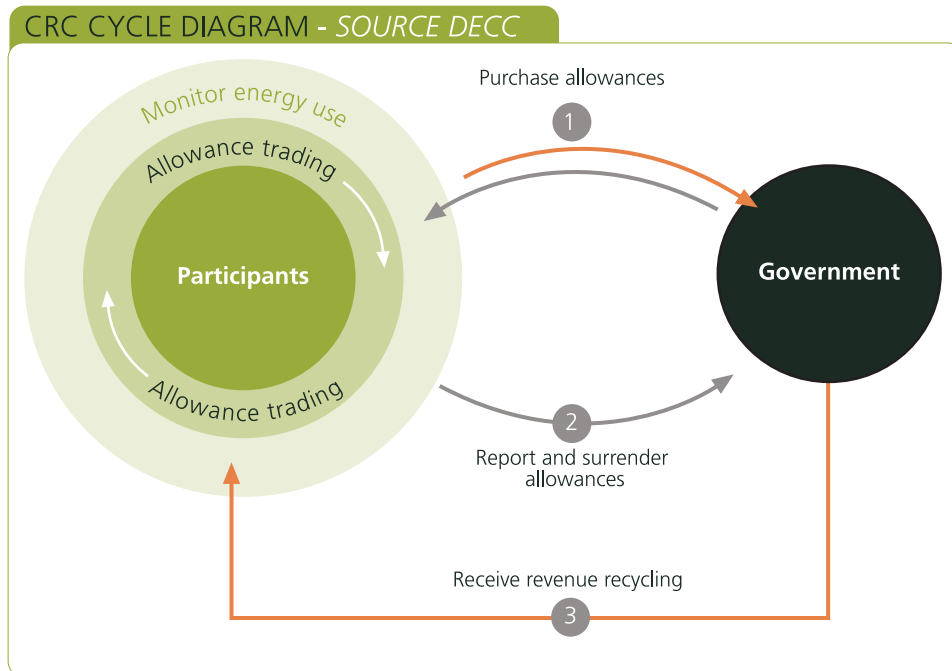 CRC CYCLE DIAGRAM - SOURCE DECC
Purchase allowances
1
Monitor energy use
Allowance trading
Participants
Government
Allowance trading
2
Report and surrender
allowances
Receive revenue recycling
3